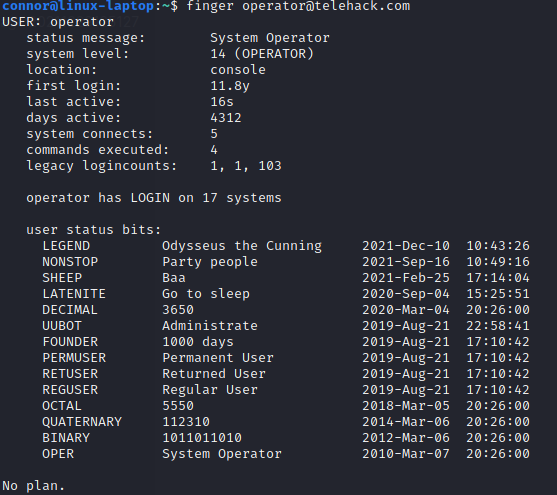 connor@linux-laptop:~$ finger operator@telehack.com
USER: operator
status message: System Operator
system level: 14 (OPERATOR)
location: console
first login: 11.8y
last active: 16s
days active: 4312
system connects: 5
commands executed: 4
legacy logincounts: 1, 1, 103
operator has LOGIN on 17 systems
user status bits:
LEGEND Odysseus the Cunning 2021-Dec-10 10:43:26
NONSTOP Party people 2021-Sep-16 10:49:16
SHEEP Baa 2021-Feb-25 17:14:04
LATENITE Go to sleep 2020-Sep-04 15:25:51
DECIMAL 3650 2020-Mar-04 20:26:00
UUBOT Administrate 2019-Aug-21 22:58:41
FOUNDER 1000 days 2019-Aug-21 17:10:42
PERMUSER Permanent User 2019-Aug-21 17:10:42
RETUSER Returned User 2019-Aug-21 17:10:42
REGUSER Regular User 2019-Aug-21 17:10:42
OCTAL 5550 2018-Mar-05 20:26:00
QUATERNARY 112310 2014-Mar-06 20:26:00
BINARY 1011011010 2012-Mar-06 20:26:00
OPER System Operator 2010-Mar-07 20:26:00
No plan.